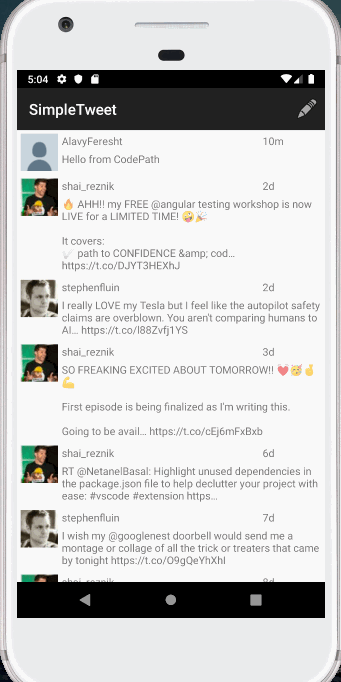 5:04
SimpleTweet
AlavyFeresht 10m
Hello from CodePath
shai_reznik 2d
🔥 AHH!! my FREE @angular testing workshop is now
LIVE for a LIMITED TIME! 🤪🎉
It covers:
path to CONFIDENCE &amp; cod…
https://t.co/DJYT3HEXhJ
stephenfluin 2d
I really LOVE my Tesla but I feel like the autopilot safety
claims are overblown. You aren't comparing humans to
AI… https://t.co/I88Zvfj1YS
shai_reznik 3d
SO FREAKING EXCITED ABOUT TOMORROW!! 💓🥳🤞
💪
First episode is being finalized as I'm writing this.
Going to be avail… https://t.co/cEj6mFxBxb
shai_reznik 6d
RT @NetanelBasal: Highlight unused dependencies in
the package.json file to help declutter your project with
ease: #vscode #extension https…
stephenfluin 7d
I wish my @googlenest doorbell would send me a
montage or collage of all the trick or treaters that came
by tonight https://t.co/O9gQeYhXhI
shai_reznik 8d